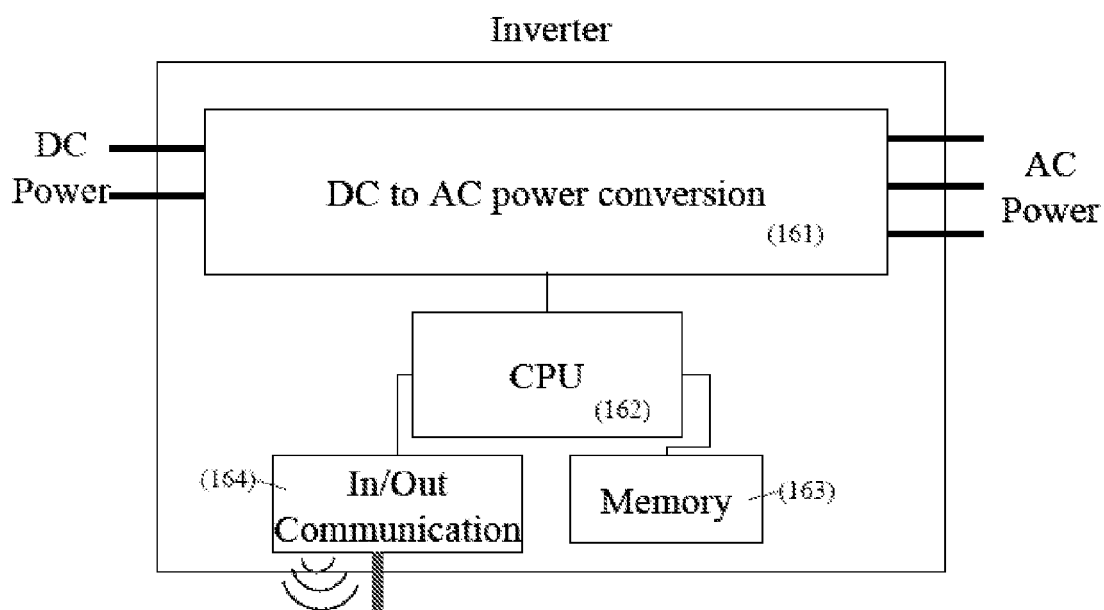 Inverter
DC
Power
DC to AC power conversion
(161)
AC
Power
CPU
(162)
(164)
In/Out
Communication
Memory
(163)